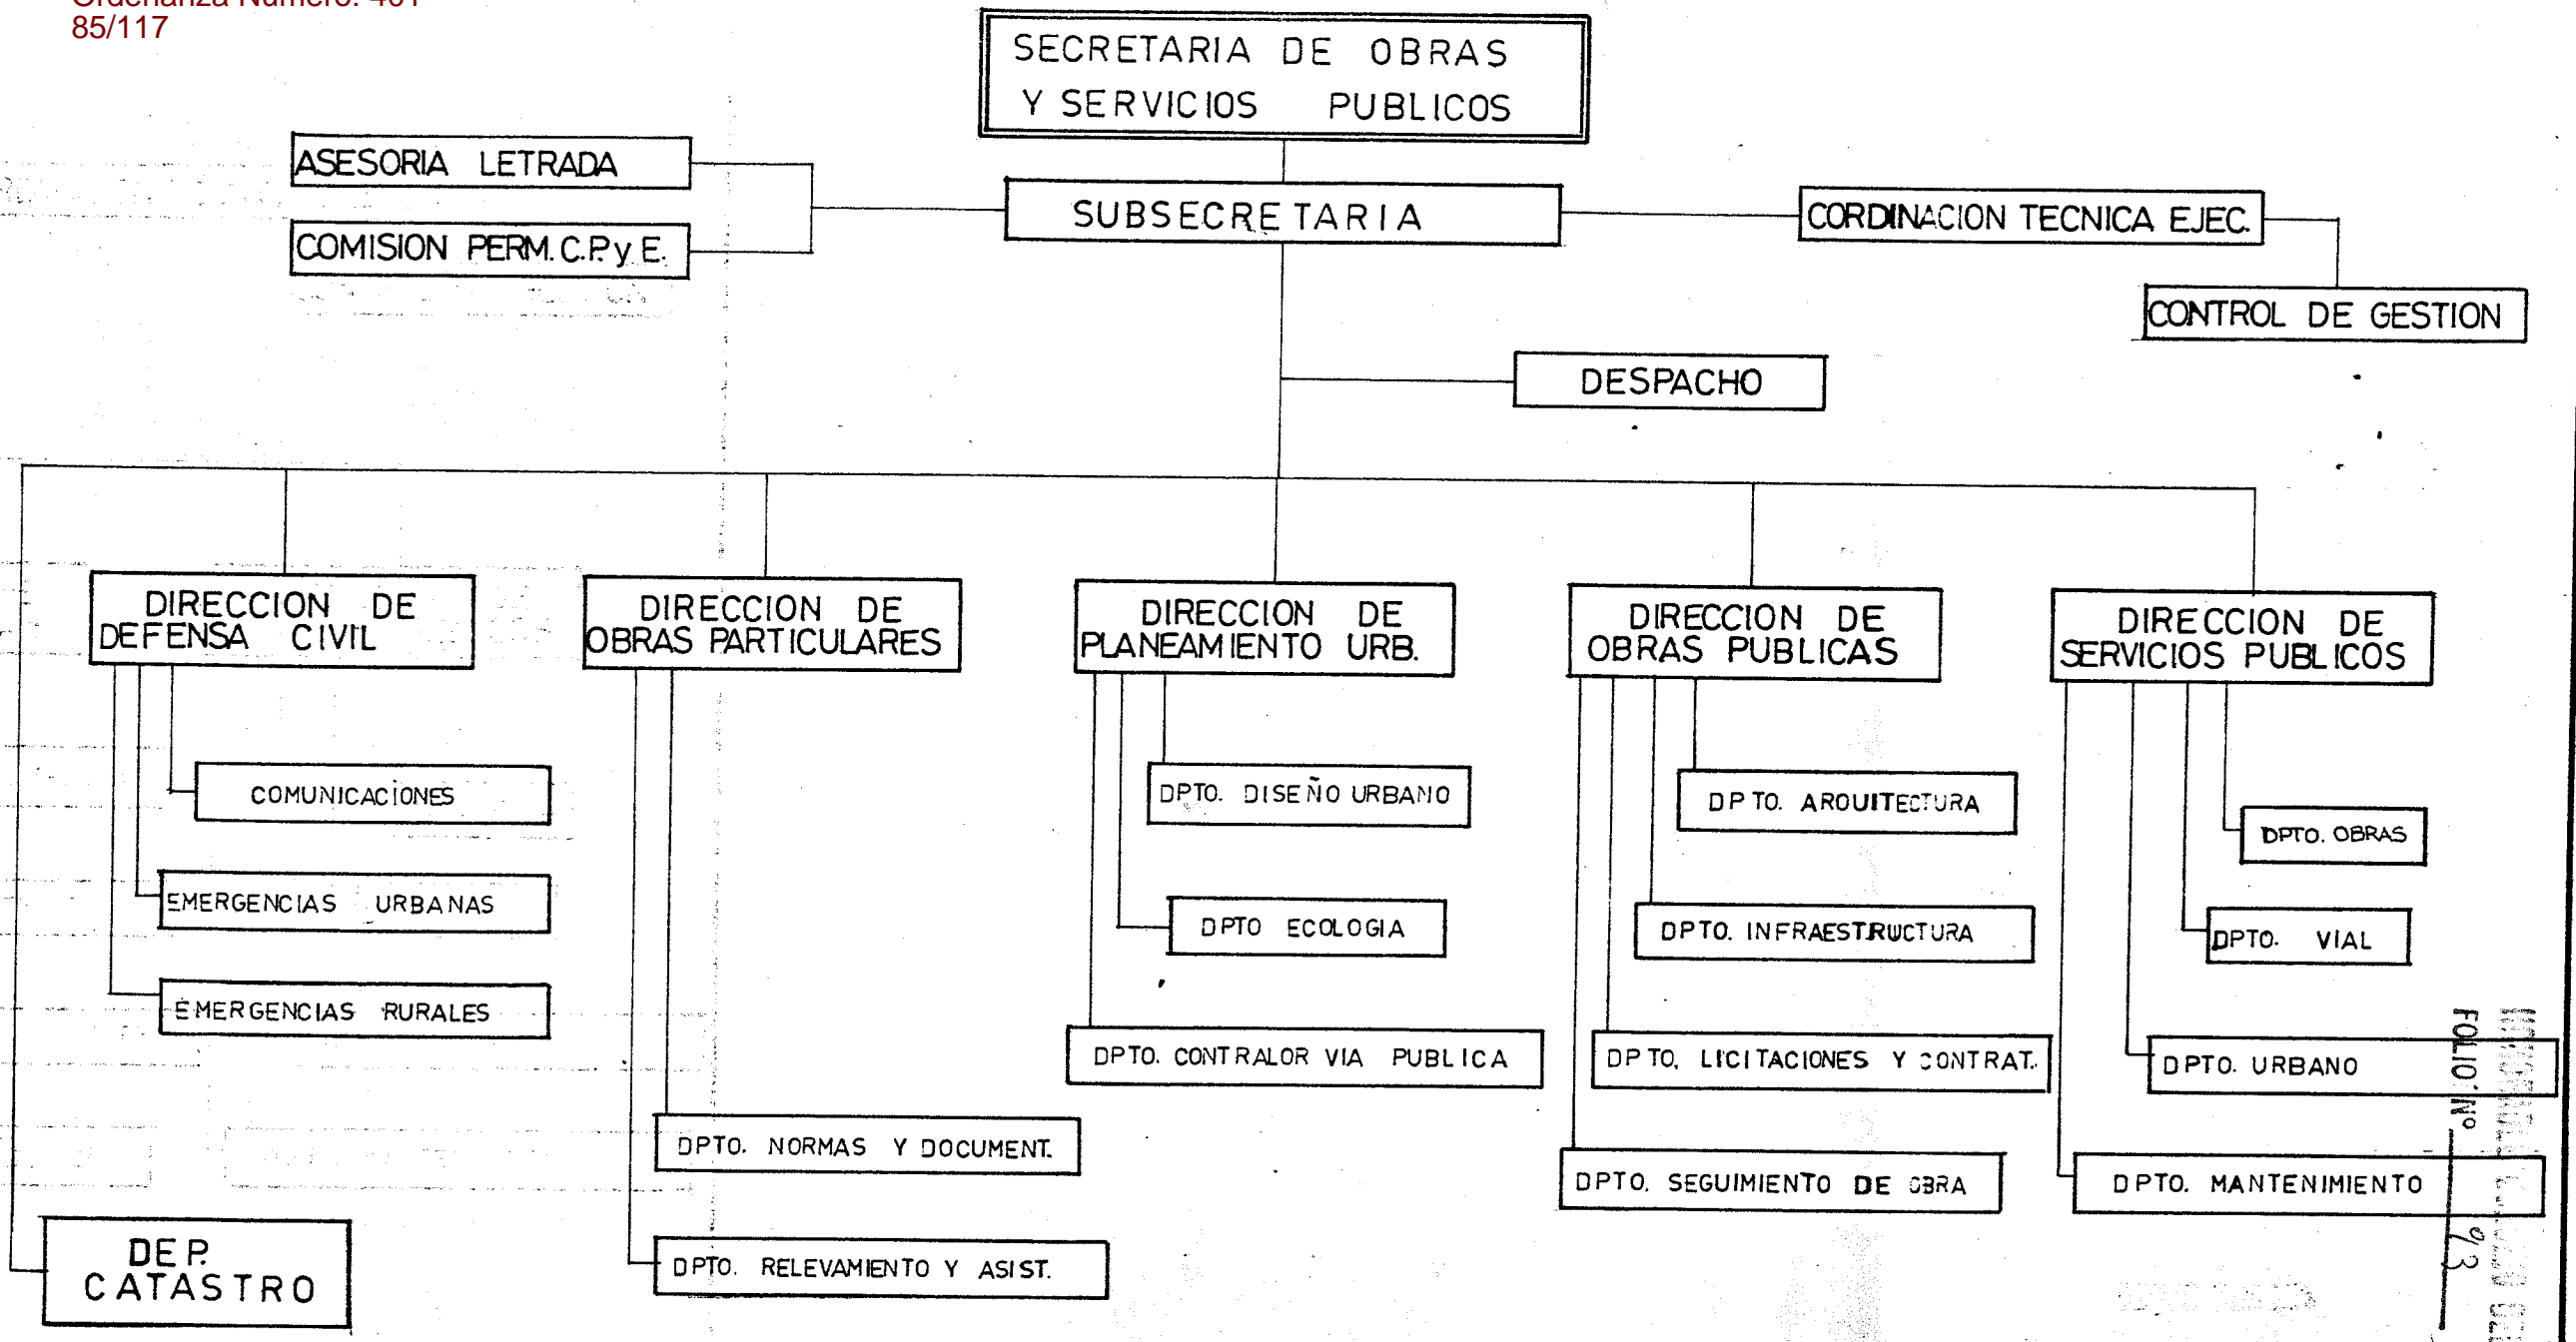 85/117
SECRETARIA DE OBRAS
Y SERVICIOS PUBLICOS
ASESORIA LETRADA
COMISION PERM. C.P. y E.
SUBSECRETARIA
CORDINACION TECNICA EJEC.
CONTROL DE GESTION
DESPACHO
DIRECCION DE
DEFENSA CIVIL
COMUNICACIONES
EMERGENCIAS URBANAS
EMERGENCIAS RURALES
DIRECCION DE
OBRAS PARTICULARES
DPTO. NORMAS Y DOCUMENT.
DPTO. RELEVAMIENTO Y ASIST.
DIRECCION DE
PLANEAMIENTO URB.
DPTO. DISEÑO URBANO
DPTO ECOLOGIA
DPTO. CONTRALOR VIA PUBLICA
DIRECCION DE
OBRAS PUBLICAS
DPTO. ARQUITECTURA
DPTO. INFRAESTRUCTURA
DPTO. LICITACIONES Y CONTRAT.
DPTO. SEGUIMIENTO DE OBRA
DIRECCION DE
SERVICIOS PUBLICOS
DPTO. OBRAS
DPTO. VIAL
DPTO. URBANO
DPTO. MANTENIMIENTO
DEP.
CATASTRO
FOLIO Nº 93